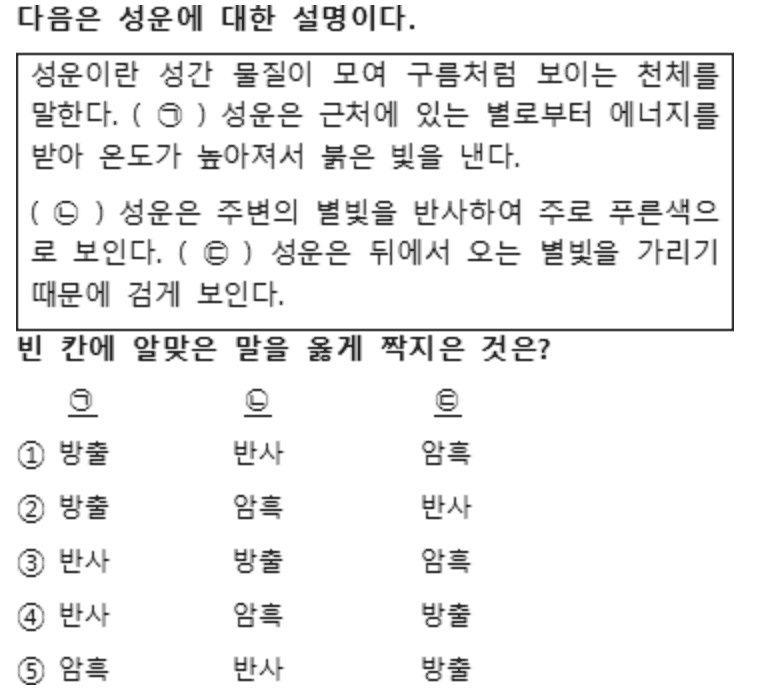 다음은 성운에 대한 설명이다.
성운이란 성간 물질이 모여 구름처럼 보이는 천체를
말한다. ( ㉠ ) 성운은 근처에 있는 별로부터 에너지를
받아 온도가 높아져서 붉은 빛을 낸다.
( ㉡ ) 성운은 주변의 별빛을 반사하여 주로 푸른색으
로 보인다. ( ㉢ ) 성운은 뒤에서 오는 별빛을 가리기
때문에 검게 보인다.
빈 칸에 알맞은 말을 옳게 짝지은 것은?
㉠ ㉡ ㉢
① 방출 반사 암흑
② 방출 암흑 반사
③ 반사 방출 암흑
④ 반사 암흑 방출
⑤ 암흑 반사 방출